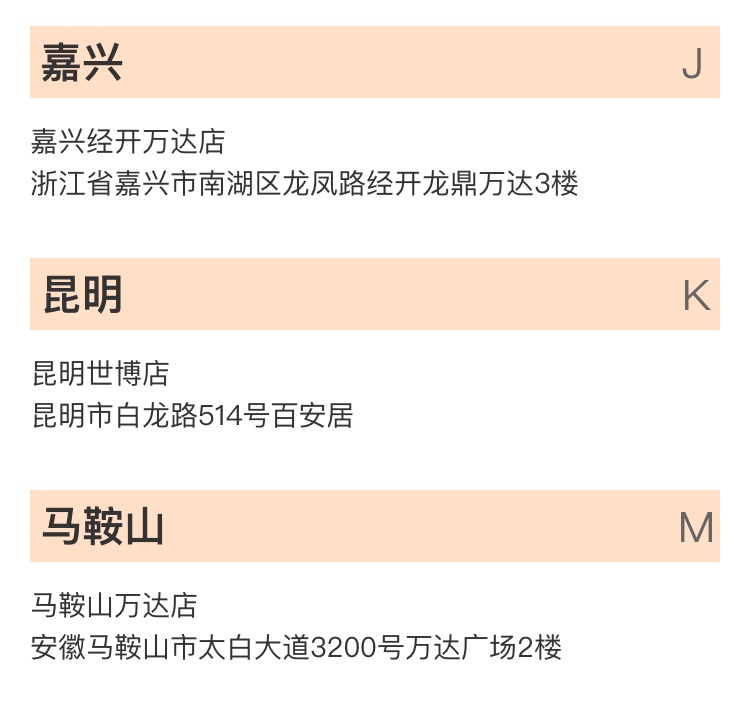 嘉兴 J
嘉兴经开万达店
浙江省嘉兴市南湖区龙凤路经开龙鼎万达3楼
昆明 K
昆明世博店
昆明市白龙路514号百安居
马鞍山 M
马鞍山万达店
安徽马鞍山市太白大道3200号万达广场2楼